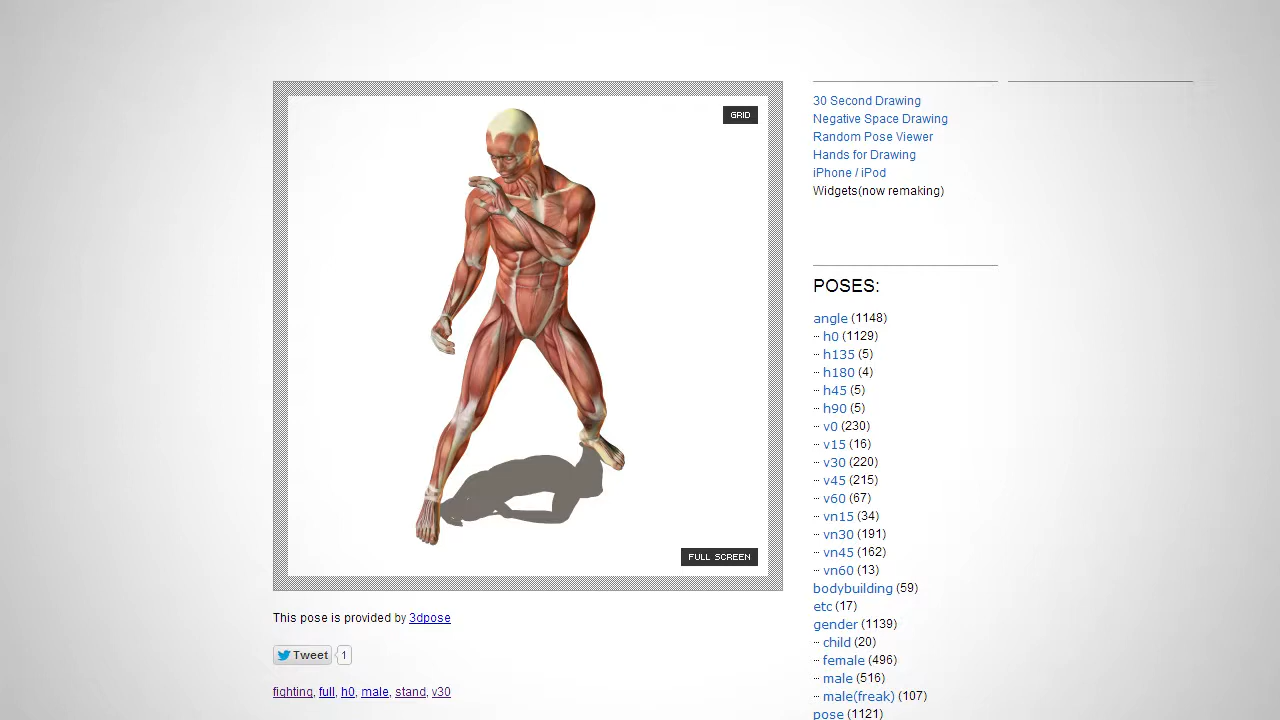 GRID
FULL SCREEN
This pose is provided by 3dpose
Tweet 1
fighting, full, h0, male, stand, v30
30 Second Drawing
Negative Space Drawing
Random Pose Viewer
Hands for Drawing
iPhone / iPod
Widgets(now remaking)
POSES:
angle (1148)
h0 (1129)
h135 (5)
h180 (4)
h45 (5)
h90 (5)
v0 (230)
v15 (16)
v30 (220)
v45 (215)
v60 (67)
vn15 (34)
vn30 (191)
vn45 (162)
vn60 (13)
bodybuilding (59)
etc (17)
gender (1139)
child (20)
female (496)
male (516)
male(freak) (107)
pose (1121)